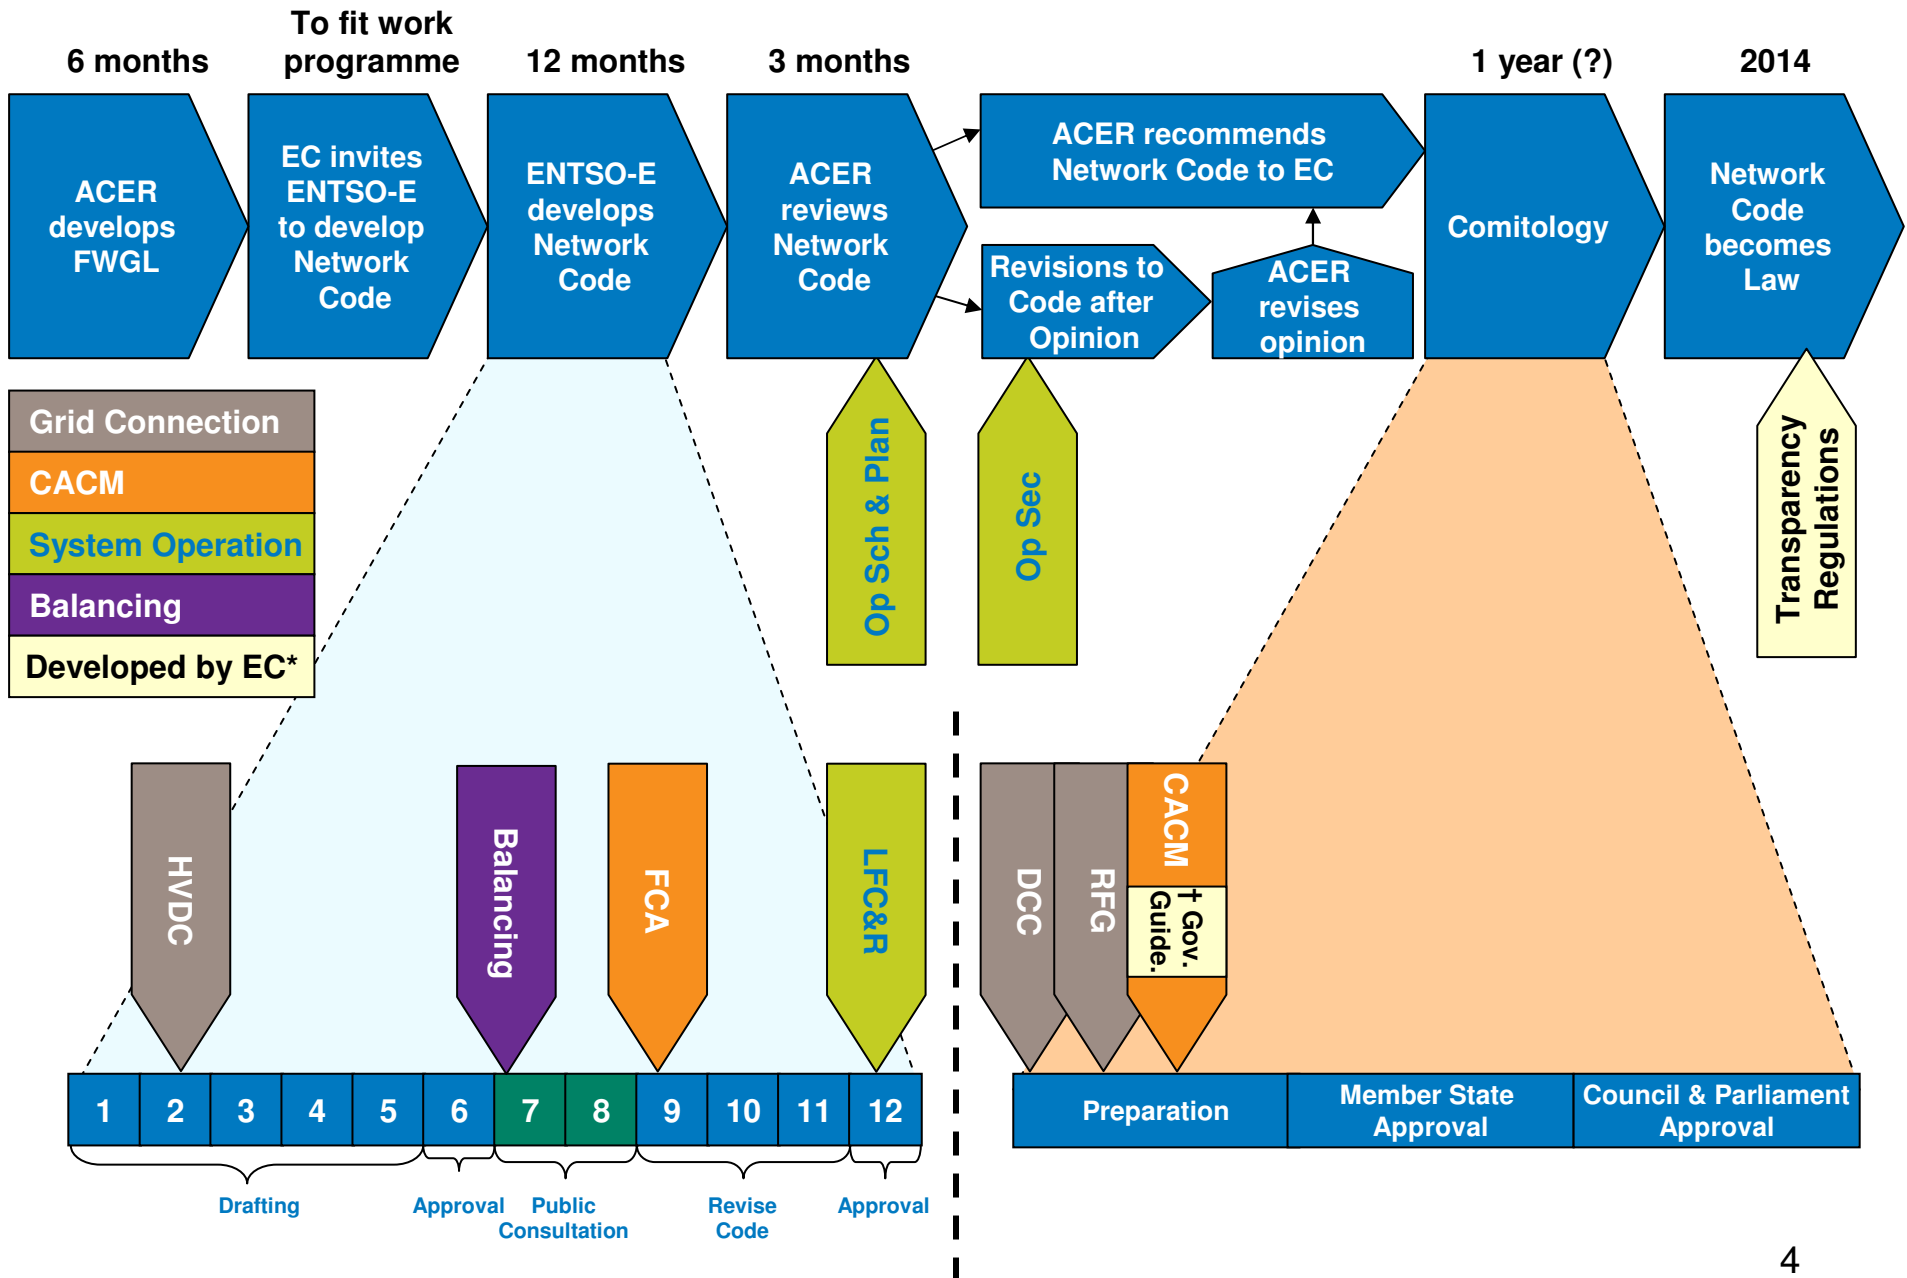 To fit work
6 months
programme
12 months
3 months
1 year (?)
2014
ACER
develops
FWGL
EC invites
ENTSO-E
to develop
Network
Code
ENTSO-E
develops
Network
Code
ACER
reviews
Network
Code
ACER recommends
Network Code to EC
Revisions to
Code after
Opinion
ACER
revises
opinion
Comitology
Network
Code
becomes
Law
Grid Connection
CACM
System Operation
Balancing
Developed by EC*
Op Sch & Plan
Op Sec
Transparency
Regulations
HVDC
Balancing
FCA
LFC&R
DCC
RFG
CACM
† Gov.
Guide.
1 2 3 4 5 6 7 8 9 10 11 12
Drafting
Approval
Public
Consultation
Revise
Code
Approval
Preparation
Member State
Approval
Council & Parliament
Approval
4